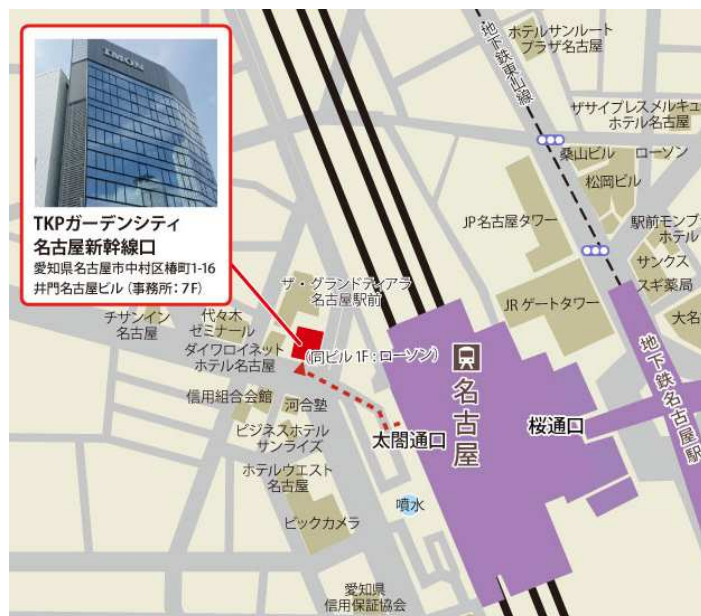 IMON
TKPガーデンシティ
名古屋新幹線口
愛知県名古屋市中村区椿町1-16
井門名古屋ビル（事務所：7F）
ホテルサンルート
プラザ名古屋
地下鉄東山線
ザサイプレスメルキュ
ホテル名古屋
桑山ビル
ローソン
松岡ビル
JP名古屋タワー
駅前モンブ
ホテル
サンクス
スギ薬局
JRゲートタワー
大名
ザ・グランドティアラ
名古屋駅前
チサンイン
名古屋
代々木
ゼミナール
ダイワロイネット
ホテル名古屋
（同ビル1F：ローソン）
信用組合会館
河合塾
ビジネスホテル
サンライズ
太閤通口
名古屋
桜通口
地下鉄名古屋駅
ホテルウエスト
名古屋
噴水
ビックカメラ
愛知県
信用保証協会